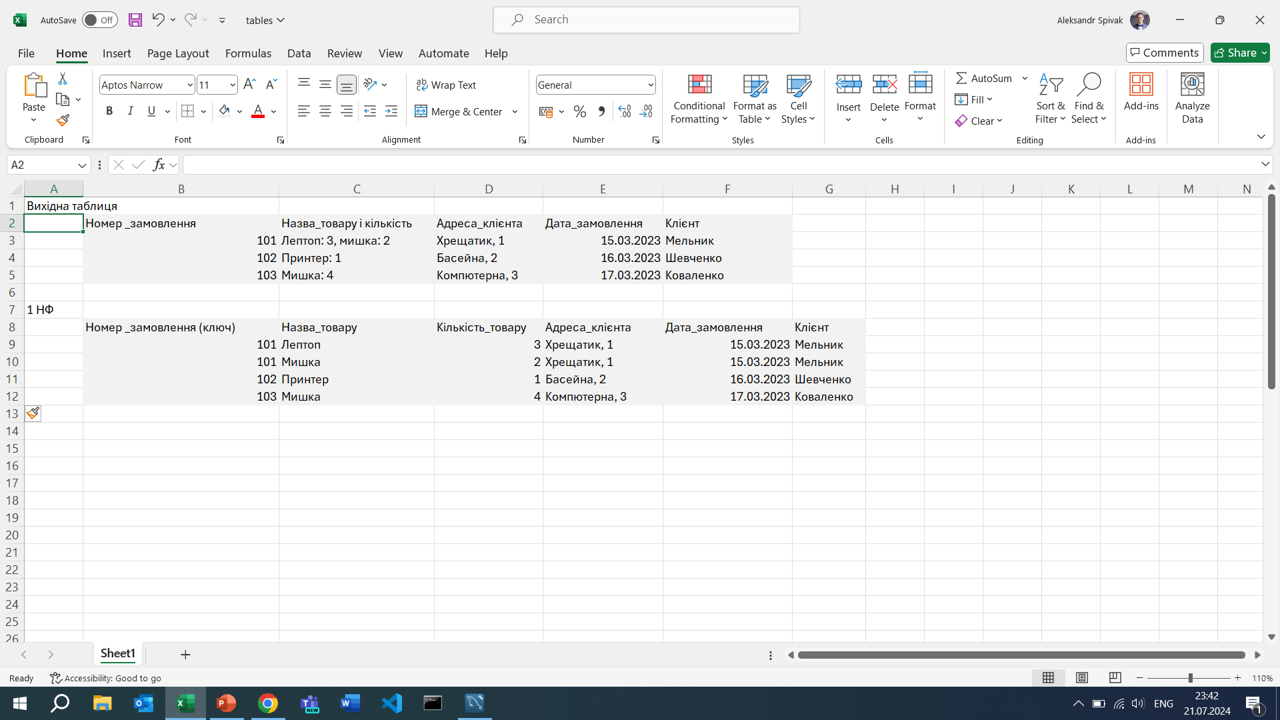 AutoSave Off tables Search Aleksandr Spivak
File Home Insert Page Layout Formulas Data Review View Automate Help Comments Share
Paste Aptos Narrow 11 Wrap Text General Conditional Formatting Format as Table Cell Styles Insert Delete Format AutoSum Sort & Filter Find & Select Add-ins Analyze Data
B I U Merge & Center Fill Clear
Clipboard Font Alignment Number Styles Cells Editing Add-ins
A2 fx
A B C D E F G H I J K L M N
1 Вихідна таблиця
2 Номер _замовлення Назва_товару і кількість Адреса_клієнта Дата_замовлення Клієнт
3 101 Лептоп: 3, мишка: 2 Хрещатик, 1 15.03.2023 Мельник
4 102 Принтер: 1 Басейна, 2 16.03.2023 Шевченко
5 103 Мишка: 4 Компютерна, 3 17.03.2023 Коваленко
6
7 1 НФ
8 Номер _замовлення (ключ) Назва_товару Кількість_товару Адреса_клієнта Дата_замовлення Клієнт
9 101 Лептоп 3 Хрещатик, 1 15.03.2023 Мельник
10 101 Мишка 2 Хрещатик, 1 15.03.2023 Мельник
11 102 Принтер 1 Басейна, 2 16.03.2023 Шевченко
12 103 Мишка 4 Компютерна, 3 17.03.2023 Коваленко
13
14
15
16
17
18
19
20
21
22
23
24
25
26
Sheet1
Ready Accessibility: Good to go 110%
ENG 23:42
21.07.2024